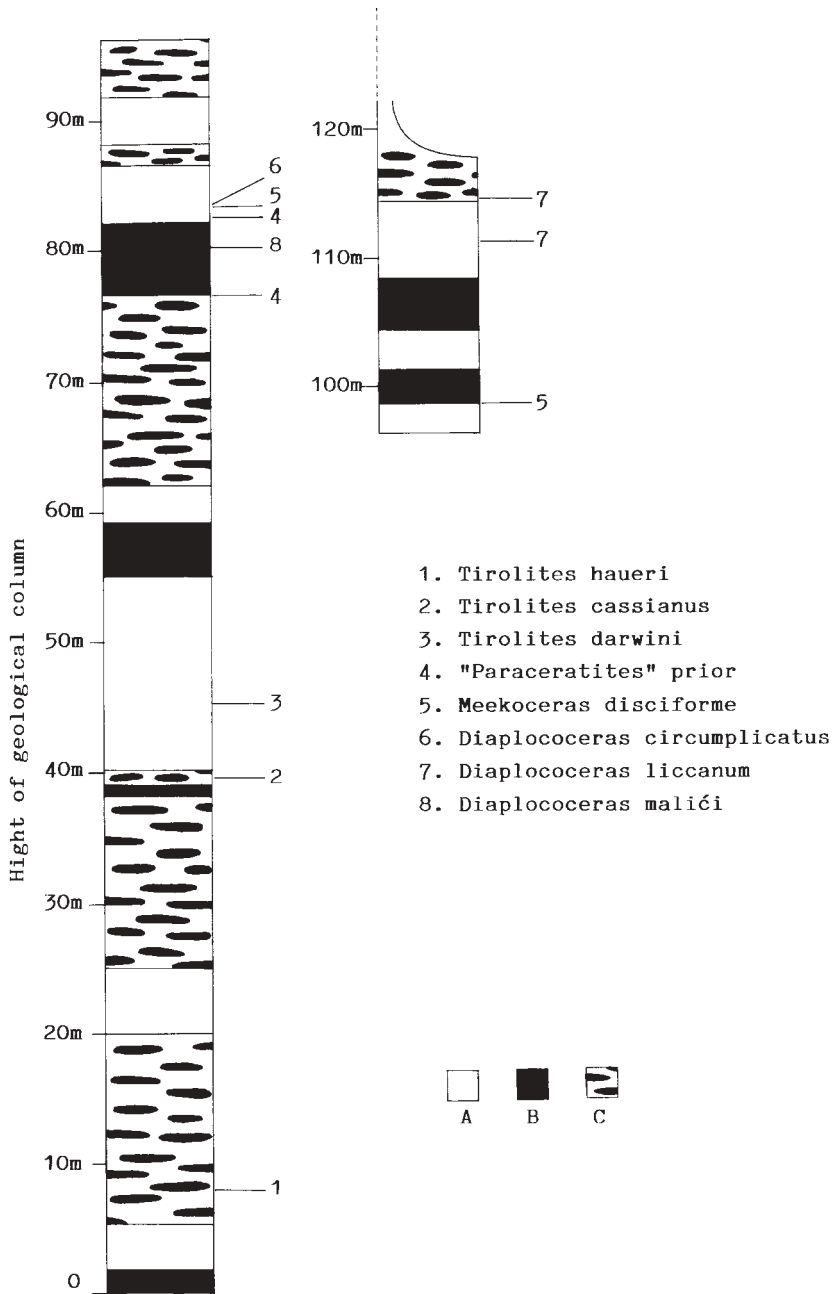 90m
6
5
4
80m
8
4
70m
60m
50m
3
40m
2
30m
20m
10m
1
0
Hight of geological column
120m
7
7
110m
100m
5
1. Tirolites haueri
2. Tirolites cassianus
3. Tirolites darwini
4. "Paraceratites" prior
5. Meekoceras disciforme
6. Diaplococeras circumplicatus
7. Diaplococeras liccanum
8. Diaplococeras malići
A B C